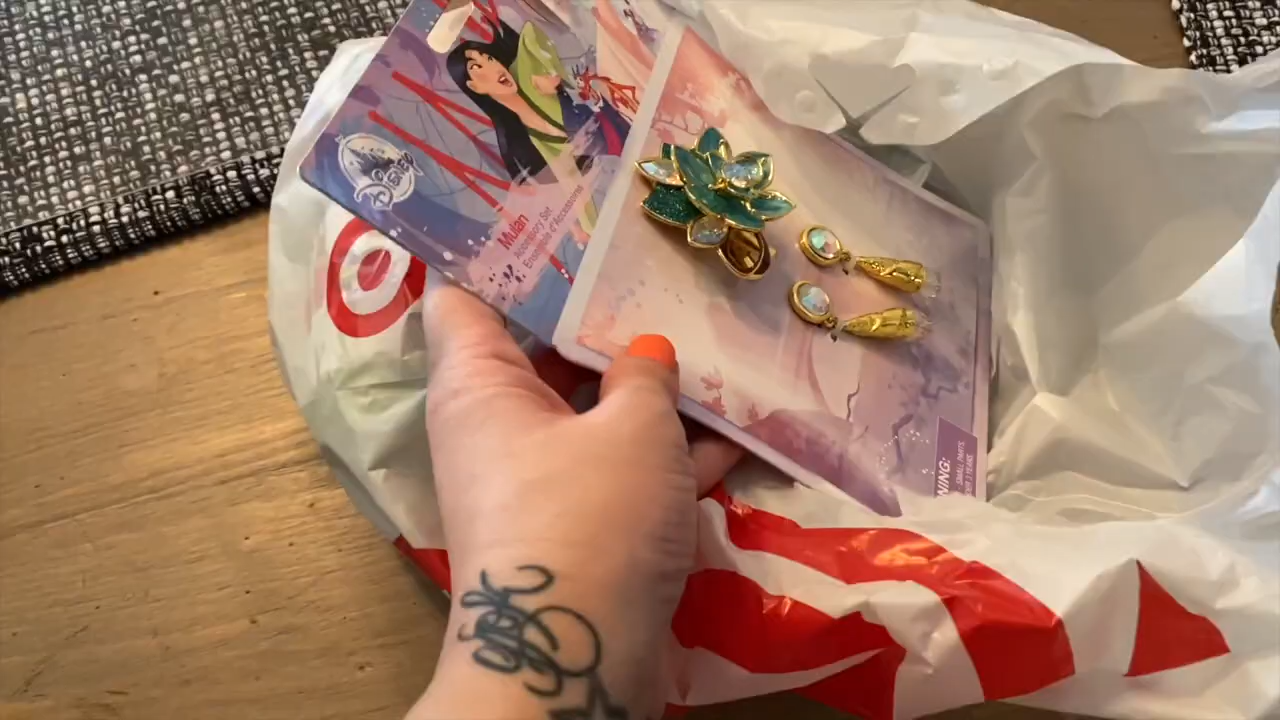 Disney
Mulan
Accessory Set
Ensemble d'Accessoires
NING:
SMALL PARTS.